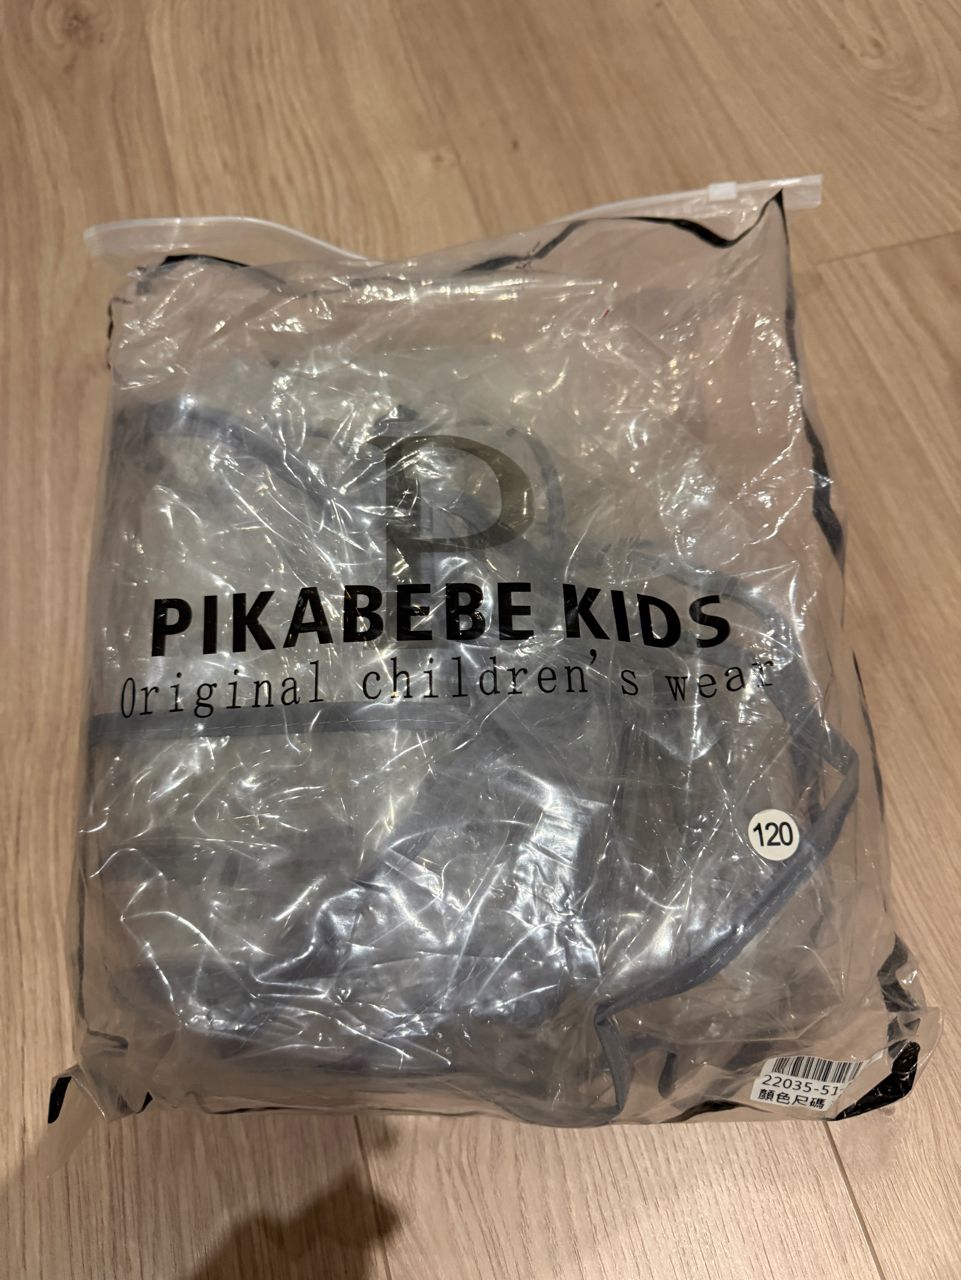 P
PIKABEBE KIDS
Original children's wear
120
22035-51
顏色尺碼